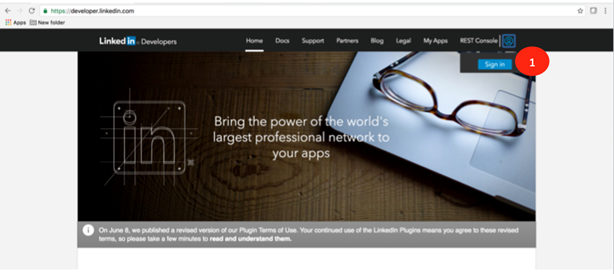 https://developer.linkedin.com
Apps New folder
Linked in Developers Home Docs Support Partners Blog Legal My Apps REST Console
Sign in 1
in
Bring the power of the world's
largest professional network to
your apps
On June 8, we published a revised version of our Plugin Terms of Use. Your continued use of the LinkedIn Plugins means you agree to these revised
terms, so please take a few minutes to read and understand them.